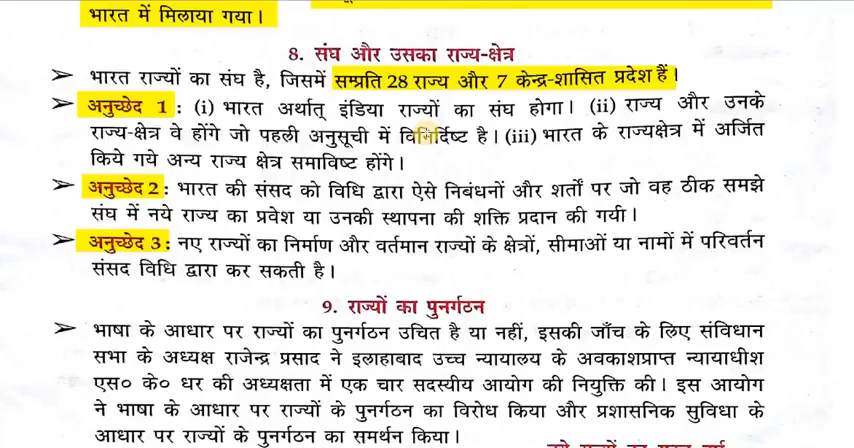 भारत में मिलाया गया।
8. संघ और उसका राज्य-क्षेत्र
➢ भारत राज्यों का संघ है, जिसमें सम्प्रति 28 राज्य और 7 केन्द्र-शासित प्रदेश हैं।
➢ अनुच्छेद 1 : (i) भारत अर्थात् इंडिया राज्यों का संघ होगा। (ii) राज्य और उनके
राज्य-क्षेत्र वे होंगे जो पहली अनुसूची में विनिर्दिष्ट है। (iii) भारत के राज्यक्षेत्र में अर्जित
किये गये अन्य राज्य क्षेत्र समाविष्ट होंगे।
➢ अनुच्छेद 2 : भारत की संसद को विधि द्वारा ऐसे निबंधनों और शर्तों पर जो वह ठीक समझे
संघ में नये राज्य का प्रवेश या उनकी स्थापना की शक्ति प्रदान की गयी।
➢ अनुच्छेद 3 : नए राज्यों का निर्माण और वर्तमान राज्यों के क्षेत्रों, सीमाओं या नामों में परिवर्तन
संसद विधि द्वारा कर सकती है।
9. राज्यों का पुनर्गठन
➢ भाषा के आधार पर राज्यों का पुनर्गठन उचित है या नहीं, इसकी जाँच के लिए संविधान
सभा के अध्यक्ष राजेन्द्र प्रसाद ने इलाहाबाद उच्च न्यायालय के अवकाशप्राप्त न्यायाधीश
एस० के० धर की अध्यक्षता में एक चार सदस्यीय आयोग की नियुक्ति की। इस आयोग
ने भाषा के आधार पर राज्यों के पुनर्गठन का विरोध किया और प्रशासनिक सुविधा के
आधार पर राज्यों के पुनर्गठन का समर्थन किया।